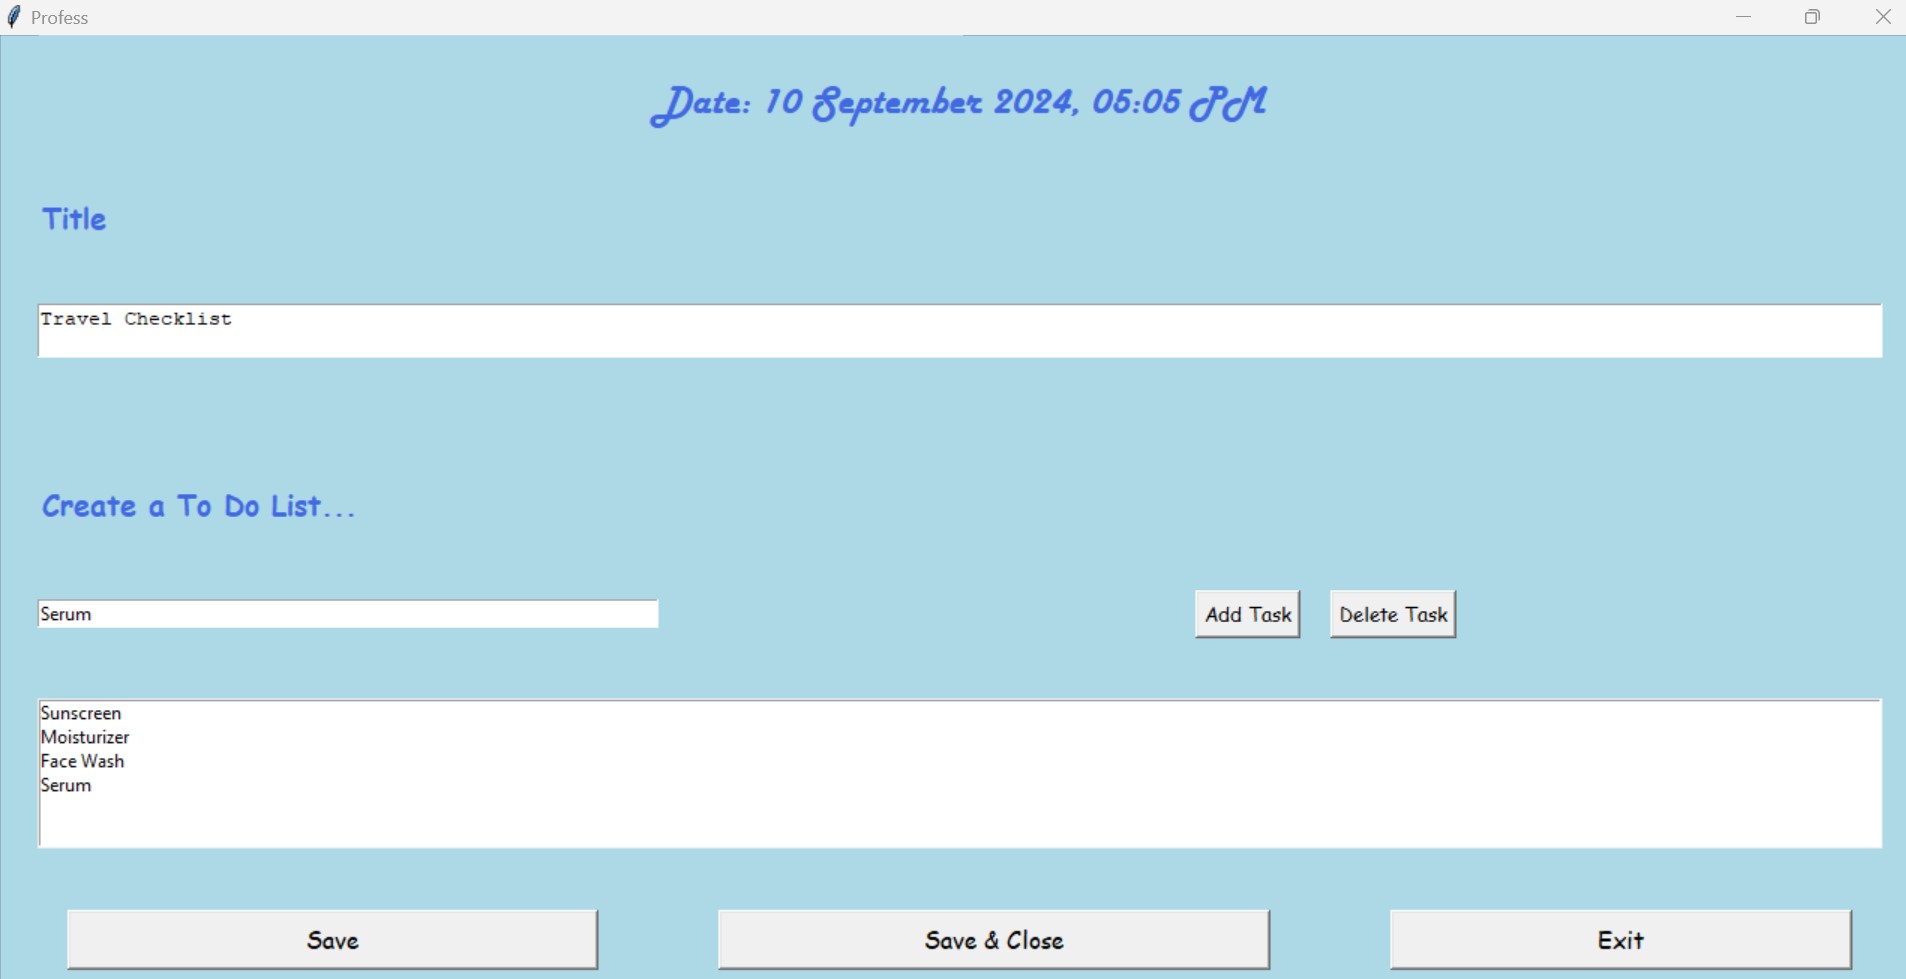 Profess
Date: 10 September 2024, 05:05 PM
Title
Travel Checklist
Create a To Do List...
Serum
Add Task
Delete Task
Sunscreen
Moisturizer
Face Wash
Serum
Save
Save & Close
Exit